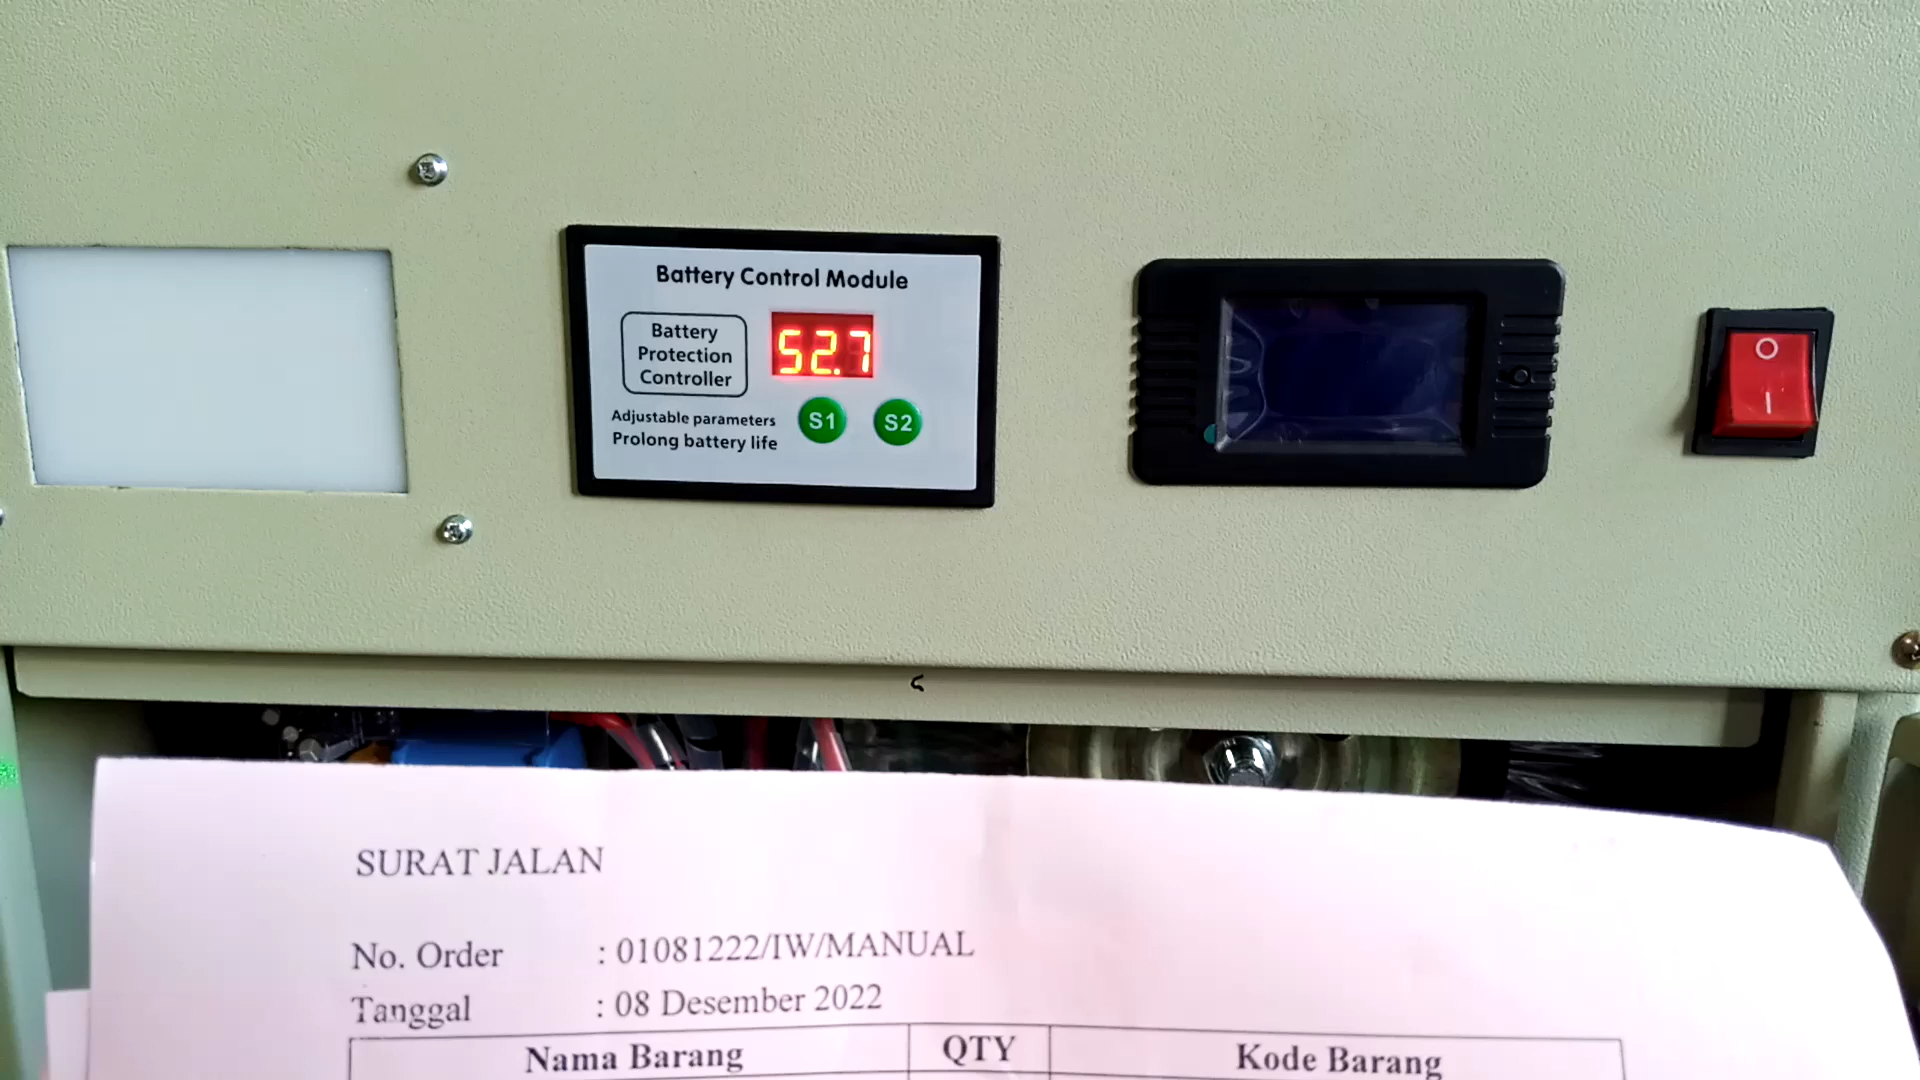 Battery Control Module
Battery
Protection
Controller
52.7
Adjustable parameters
Prolong battery life
S1
S2
O
I
SURAT JALAN
No. Order : 01081222/IW/MANUAL
Tanggal : 08 Desember 2022
Nama Barang QTY Kode Barang